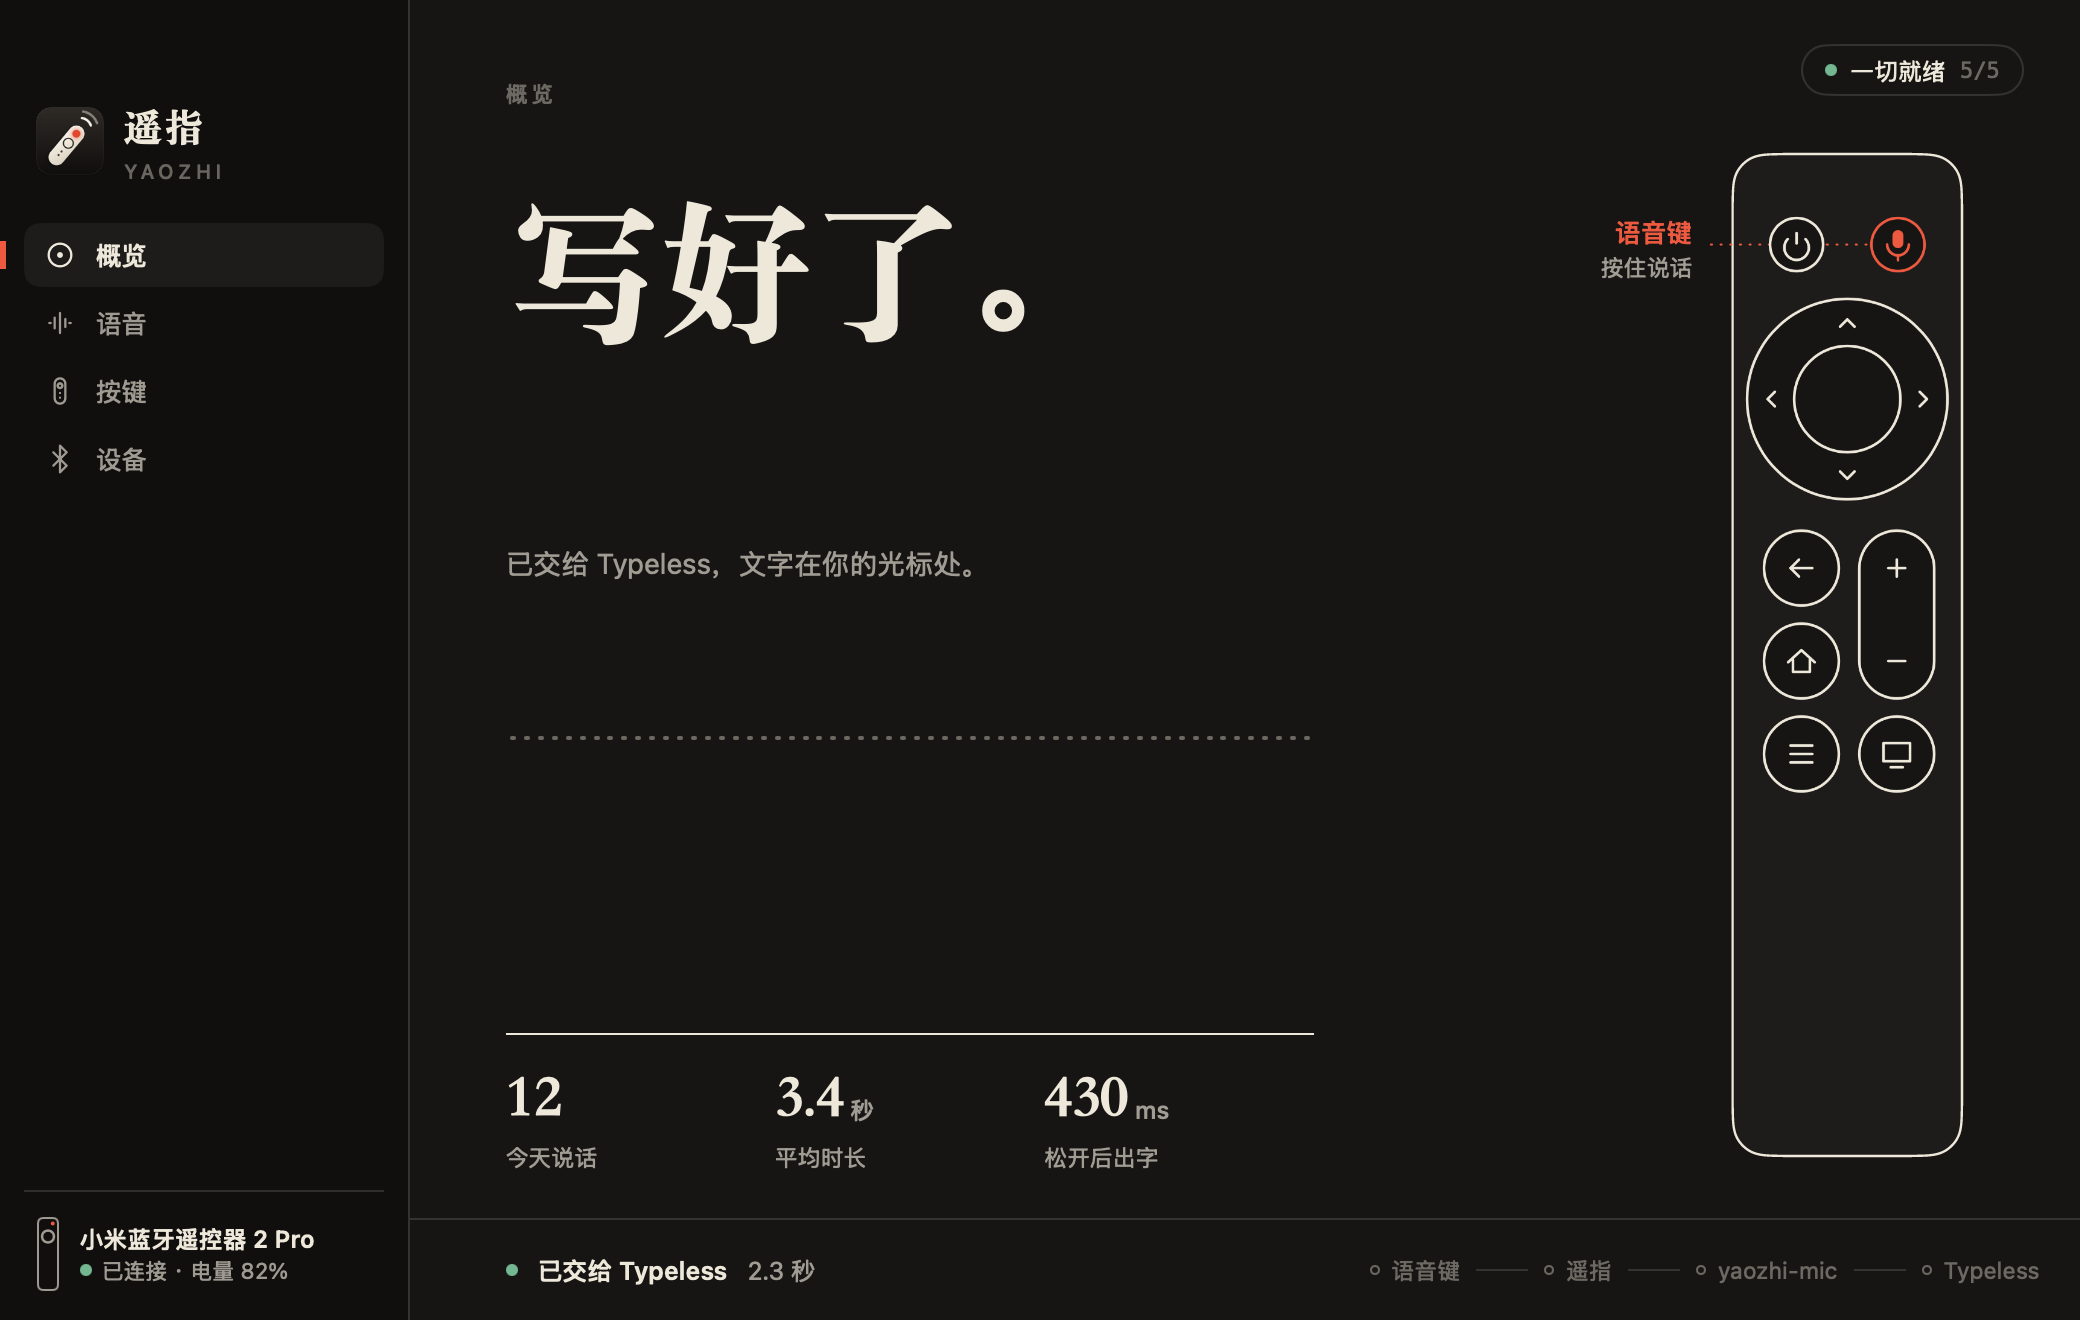 遥指
YAOZHI
概览
语音
按键
设备
小米蓝牙遥控器 2 Pro
已连接 · 电量 82%
概览
一切就绪 5/5
写好了。
已交给 Typeless，文字在你的光标处。
语音键
按住说话
12
今天说话
3.4 秒
平均时长
430 ms
松开后出字
已交给 Typeless 2.3 秒
语音键 遥指 yaozhi-mic Typeless